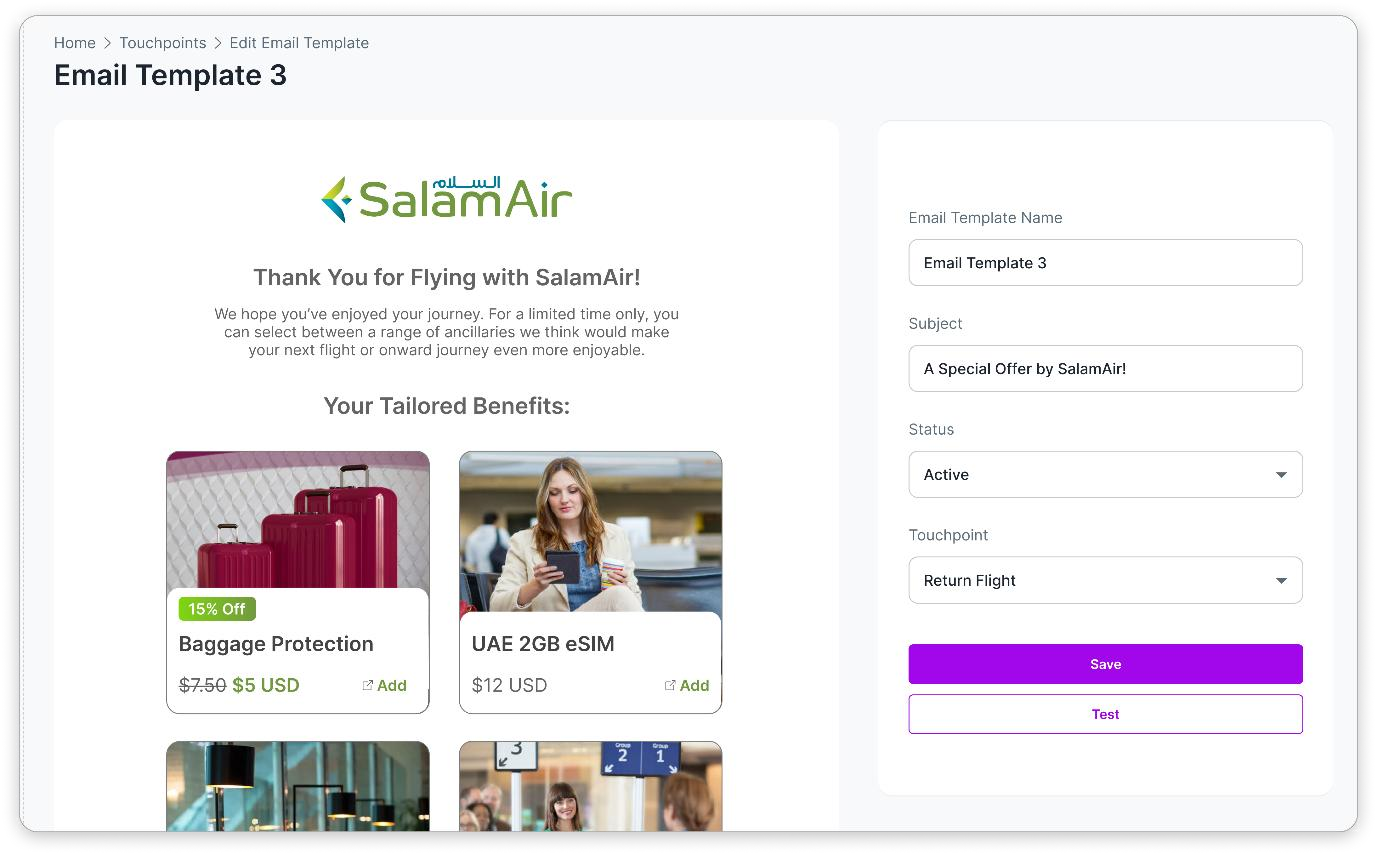 Home > Touchpoints > Edit Email Template
Email Template 3
السلام
SalamAir
Thank You for Flying with SalamAir!
We hope you’ve enjoyed your journey. For a limited time only, you
can select between a range of ancillaries we think would make
your next flight or onward journey even more enjoyable.
Your Tailored Benefits:
15% Off
Baggage Protection
$7.50 $5 USD
Add
UAE 2GB eSIM
$12 USD
Add
3
Group
2
Group
1
Email Template Name
Email Template 3
Subject
A Special Offer by SalamAir!
Status
Active
Touchpoint
Return Flight
Save
Test